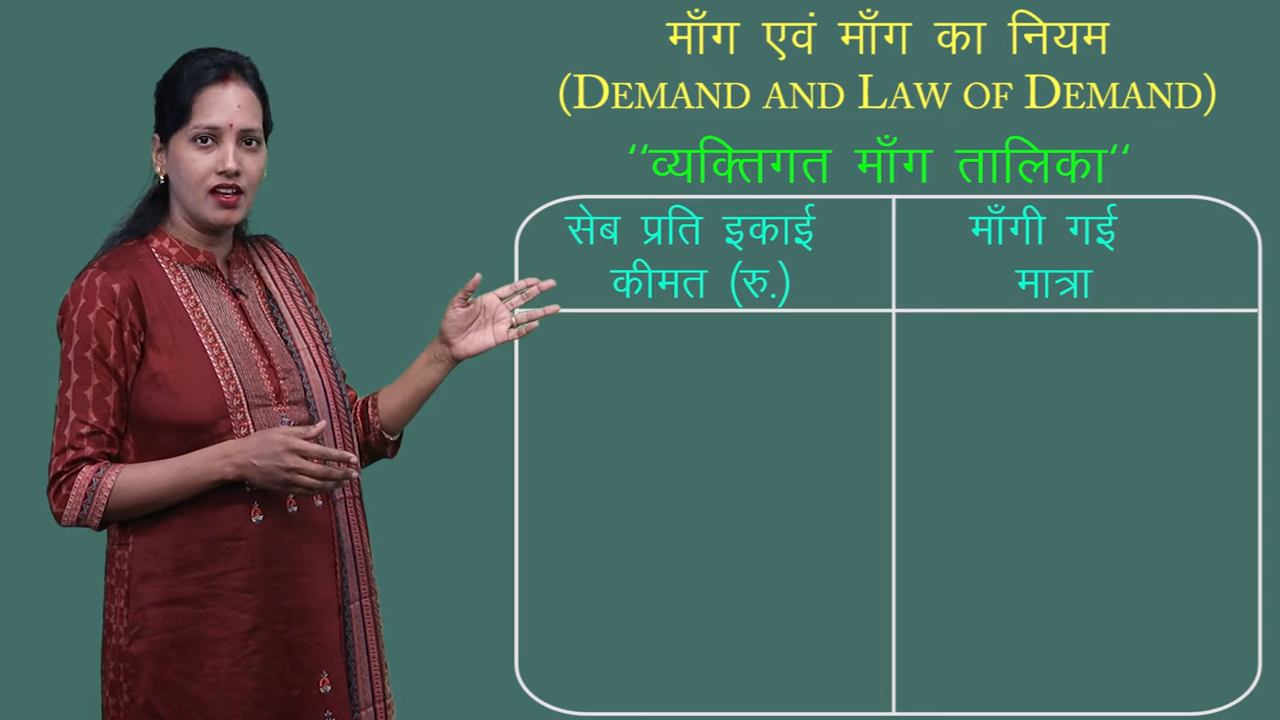 माँग एवं माँग का नियम
(DEMAND AND LAW OF DEMAND)
‘‘व्यक्तिगत माँग तालिका‘‘
सेब प्रति इकाई
कीमत (रु.)
माँगी गई
मात्रा